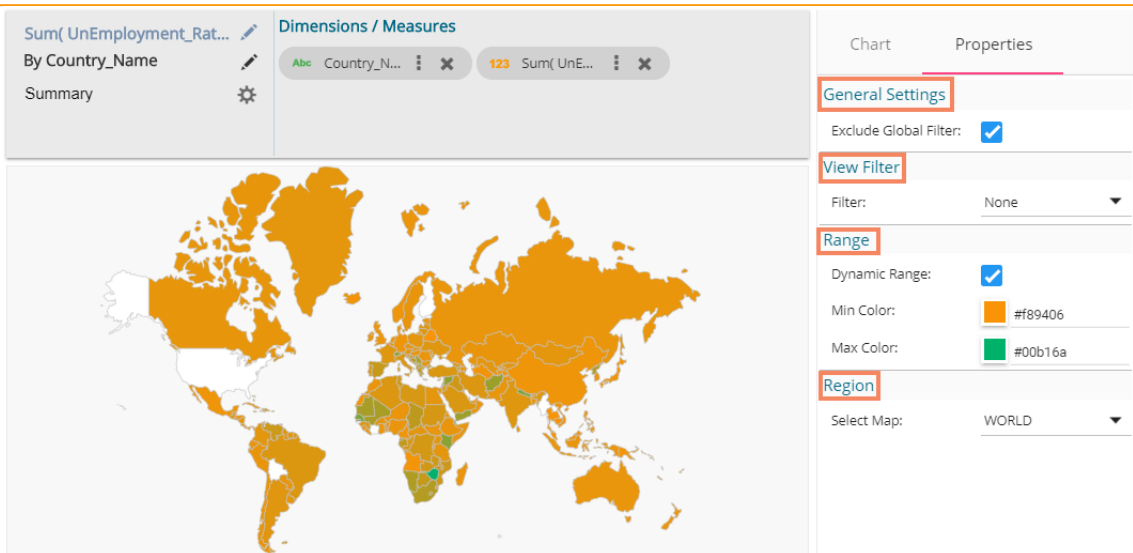 Sum( UnEmployment_Rat...
By Country_Name
Summary
Dimensions / Measures
Abc Country_N... 123 Sum( UnE...
Chart Properties
General Settings
Exclude Global Filter:
View Filter
Filter: None
Range
Dynamic Range:
Min Color: #f89406
Max Color: #00b16a
Region
Select Map: WORLD